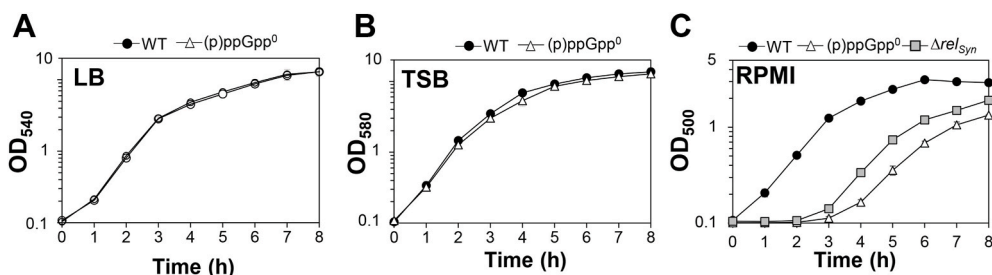 A
WT (p)ppGpp⁰
LB
OD₅₄₀
10
1
0.1
0 1 2 3 4 5 6 7 8
Time (h)
B
WT (p)ppGpp⁰
TSB
OD₅₈₀
10
1
0.1
0 1 2 3 4 5 6 7 8
Time (h)
C
WT (p)ppGpp⁰ Δrel_Syn
RPMI
OD₅₀₀
5
1
0.1
0 1 2 3 4 5 6 7 8
Time (h)